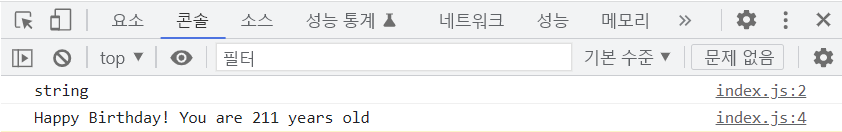 요소 콘솔 소스 성능 통계 네트워크 성능 메모리 »
top ▼ 필터 기본 수준 ▼ 문제 없음
string index.js:2
Happy Birthday! You are 211 years old index.js:4